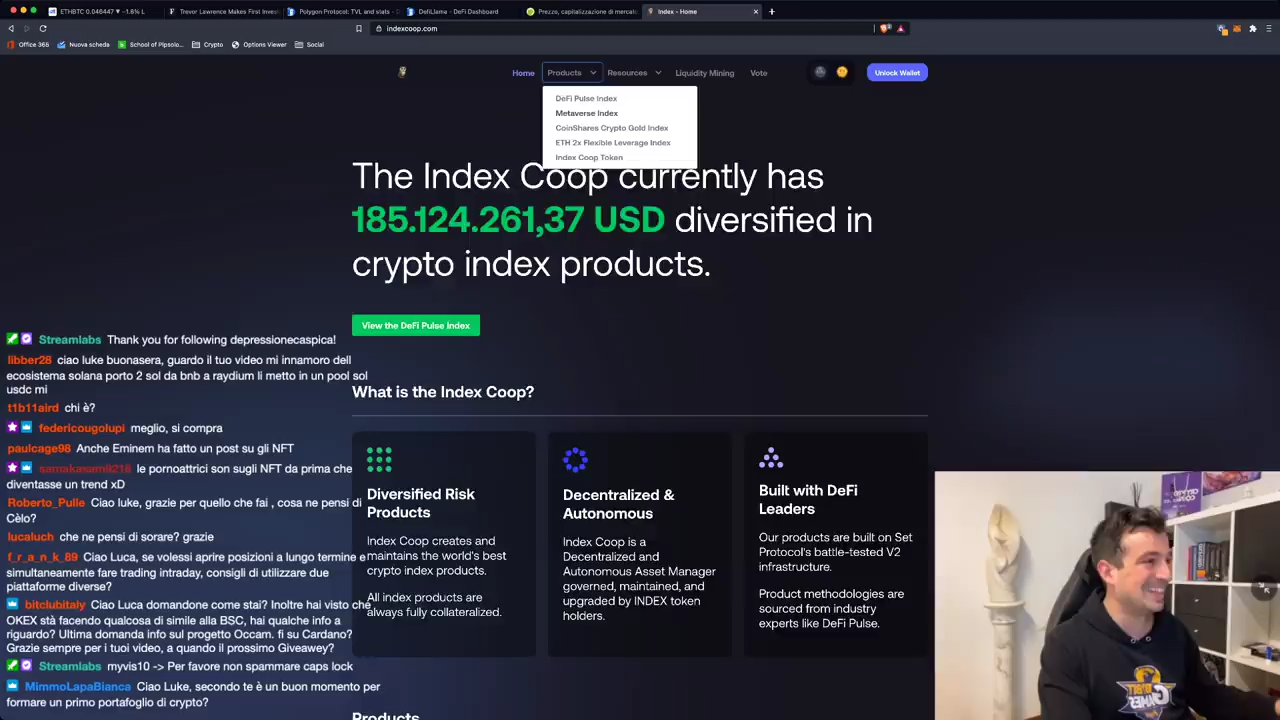 ETHBTC 0.046447 ▼ −1.8% L
Trevor Lawrence Makes First Inves
Polygon Protocol: TVL and stats -
DefiLlama - DeFi Dashboard
Prezzo, capitalizzazione di mercato
Index - Home
indexcoop.com
Office 365
Nuova scheda
School of Pipsolo...
Crypto
Options Viewer
Social
Home
Products
Resources
Liquidity Mining
Vote
Unlock Wallet
DeFi Pulse Index
Metaverse Index
CoinShares Crypto Gold Index
ETH 2x Flexible Leverage Index
Index Coop Token
The Index Coop currently has
185.124.261,37 USD diversified in
crypto index products.
View the DeFi Pulse Index
What is the Index Coop?
Diversified Risk
Products
Index Coop creates and
maintains the world's best
crypto index products.
All index products are
always fully collateralized.
Decentralized &
Autonomous
Index Coop is a
Decentralized and
Autonomous Asset Manager
governed, maintained, and
upgraded by INDEX token
holders.
Built with DeFi
Leaders
Our products are built on Set
Protocol's battle-tested V2
infrastructure.
Product methodologies are
sourced from industry
experts like DeFi Pulse.
Products
Streamlabs Thank you for following depressionecaspica!
libber28 ciao luke buonasera, guardo il tuo video mi innamoro dell
ecosistema solana porto 2 sol da bnb a raydium li metto in un pool sol
usdc mi
t1b11aird chi è?
federicougolupi meglio, si compra
paulcage98 Anche Eminem ha fatto un post su gli NFT
le pornoattrici son sugli NFT da prima che
diventasse un trend xD
Roberto_Pulle Ciao luke, grazie per quello che fai , cosa ne pensi di
Cèlo?
lucaluch che ne pensi di sorare? grazie
f_r_a_n_k_89 Ciao Luca, se volessi aprire posizioni a lungo termine e
simultaneamente fare trading intraday, consigli di utilizzare due
piattaforme diverse?
bitclubitaly Ciao Luca domandone come stai? Inoltre hai visto che
OKEX stà facendo qualcosa di simile alla BSC, hai qualche info a
riguardo? Ultima domanda info sul progetto Occam. fi su Cardano?
Grazie sempre per i tuoi video, a quando il prossimo Giveawey?
Streamlabs myvis10 -> Per favore non spammare caps lock
MimmoLapaBianca Ciao Luke, secondo te è un buon momento per
formare un primo portafoglio di crypto?